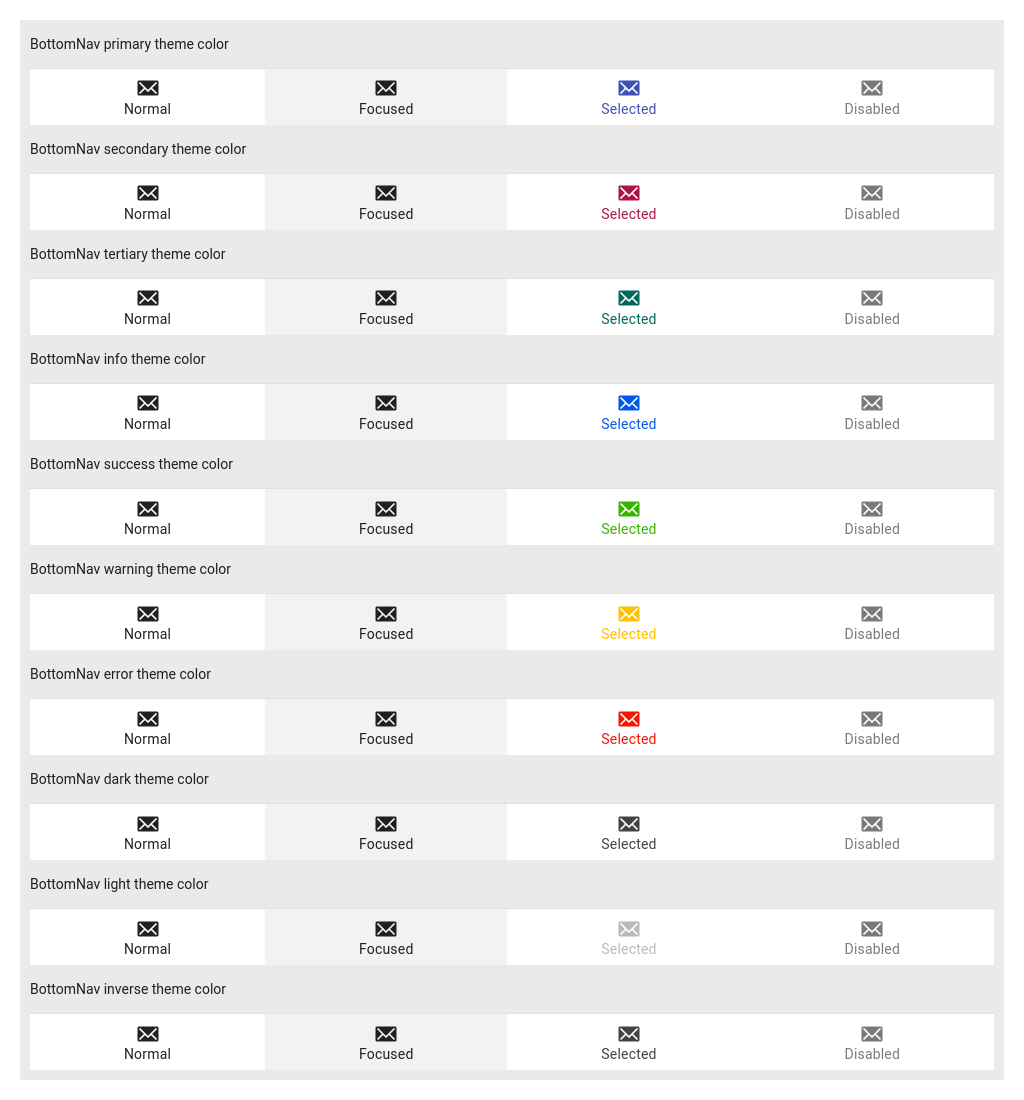 BottomNav primary theme color
Normal Focused Selected Disabled
BottomNav secondary theme color
Normal Focused Selected Disabled
BottomNav tertiary theme color
Normal Focused Selected Disabled
BottomNav info theme color
Normal Focused Selected Disabled
BottomNav success theme color
Normal Focused Selected Disabled
BottomNav warning theme color
Normal Focused Selected Disabled
BottomNav error theme color
Normal Focused Selected Disabled
BottomNav dark theme color
Normal Focused Selected Disabled
BottomNav light theme color
Normal Focused Selected Disabled
BottomNav inverse theme color
Normal Focused Selected Disabled